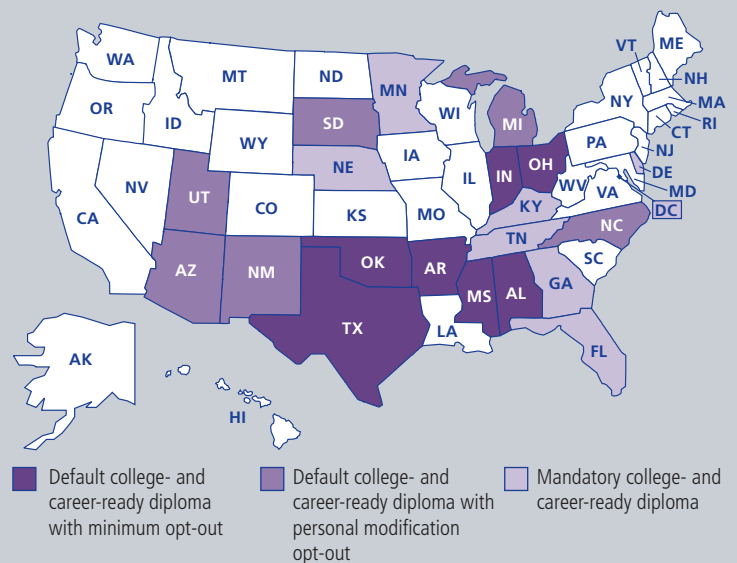 WA
MT
ND
MN
OR
ID
WY
SD
WI
MI
NY
VT
ME
NH
MA
RI
CT
NJ
PA
DE
MD
DC
NV
CA
UT
CO
NE
IA
IL
IN
OH
WV
VA
KS
MO
KY
TN
NC
SC
AZ
NM
OK
AR
MS
AL
GA
TX
LA
FL
AK
HI
Default college- and
career-ready diploma
with minimum opt-out
Default college- and
career-ready diploma with
personal modification
opt-out
Mandatory college- and
career-ready diploma